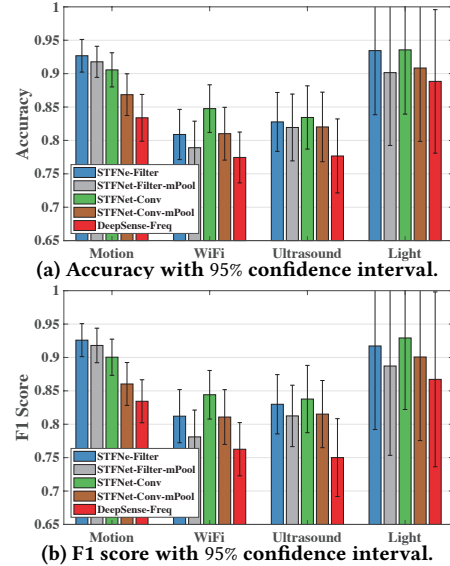 1
0.95
0.9
0.85
0.8
0.75
0.7
0.65
Accuracy
STFNe-Filter
STFNet-Filter-mPool
STFNet-Conv
STFNet-Conv-mPool
DeepSense-Freq
Motion WiFi Ultrasound Light
(a) Accuracy with 95% confidence interval.
1
0.95
0.9
0.85
0.8
0.75
0.7
0.65
F1 Score
STFNe-Filter
STFNet-Filter-mPool
STFNet-Conv
STFNet-Conv-mPool
DeepSense-Freq
Motion WiFi Ultrasound Light
(b) F1 score with 95% confidence interval.